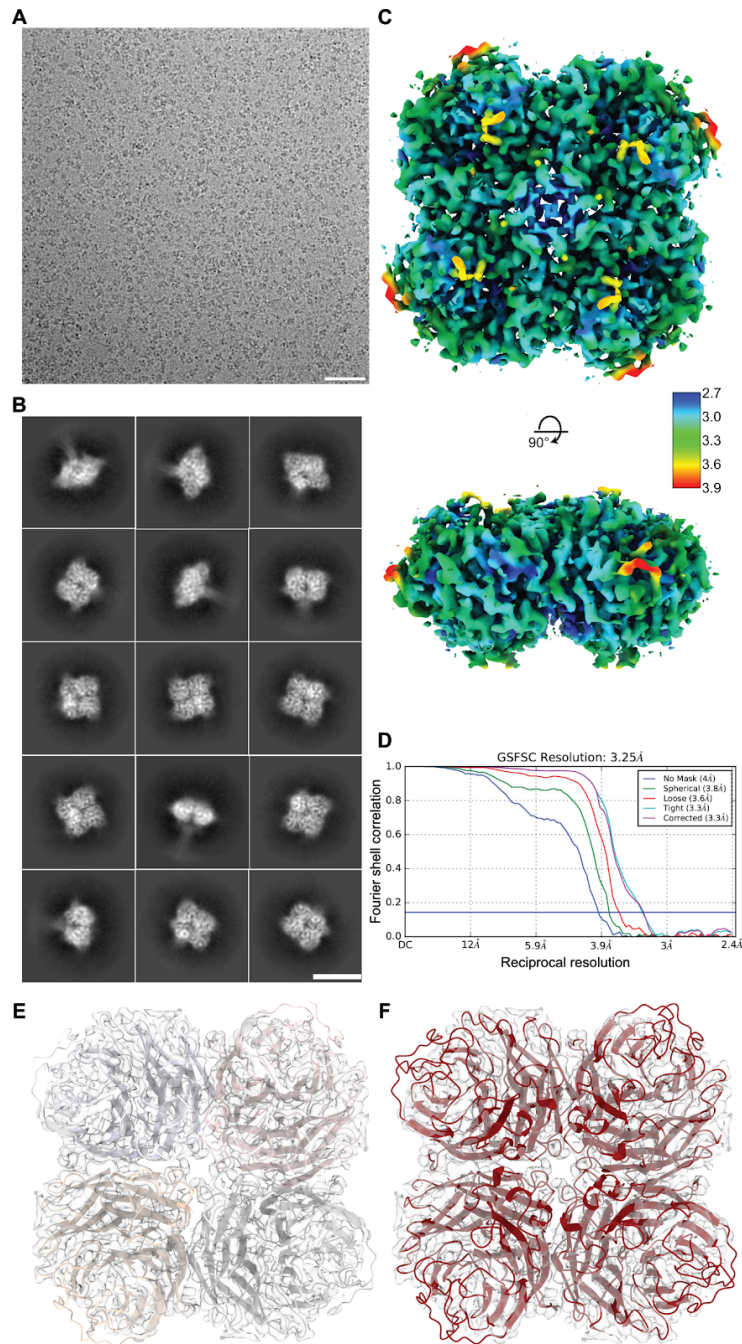 A
C
2.7
3.0
3.3
3.6
3.9
90°
B
D
GSFSC Resolution: 3.25Å
No Mask (4Å)
Spherical (3.8Å)
Loose (3.6Å)
Tight (3.3Å)
Corrected (3.3Å)
1.0
0.8
0.6
0.4
0.2
0.0
DC
12Å
5.9Å
3.9Å
3Å
2.4Å
Fourier shell correlation
Reciprocal resolution
E
F